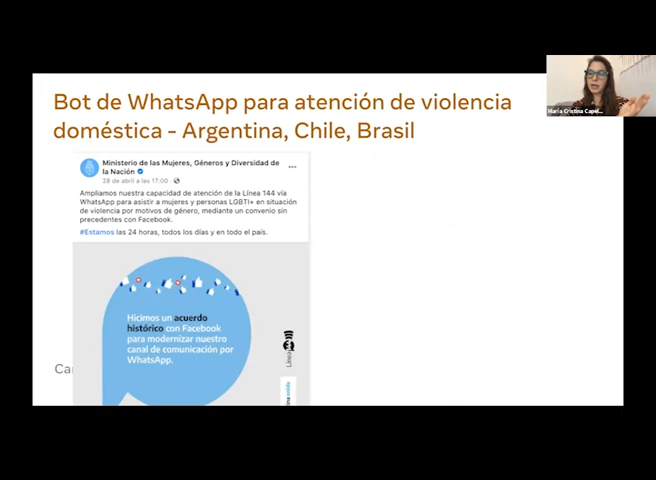 Bot de WhatsApp para atención de violencia
doméstica - Argentina, Chile, Brasil
María Cristina Capel...
Ministerio de las Mujeres, Géneros y Diversidad de
la Nación
28 de abril a las 17:00 ·
Ampliamos nuestra capacidad de atención de la Línea 144 vía
WhatsApp para asistir a mujeres y personas LGBTI+ en situación
de violencia por motivos de género, mediante un convenio sin
precedentes con Facebook.
#Estamos las 24 horas, todos los días y en todo el país.
Hicimos un acuerdo
histórico con Facebook
para modernizar nuestro
canal de comunicación por
WhatsApp.
Línea
Ca